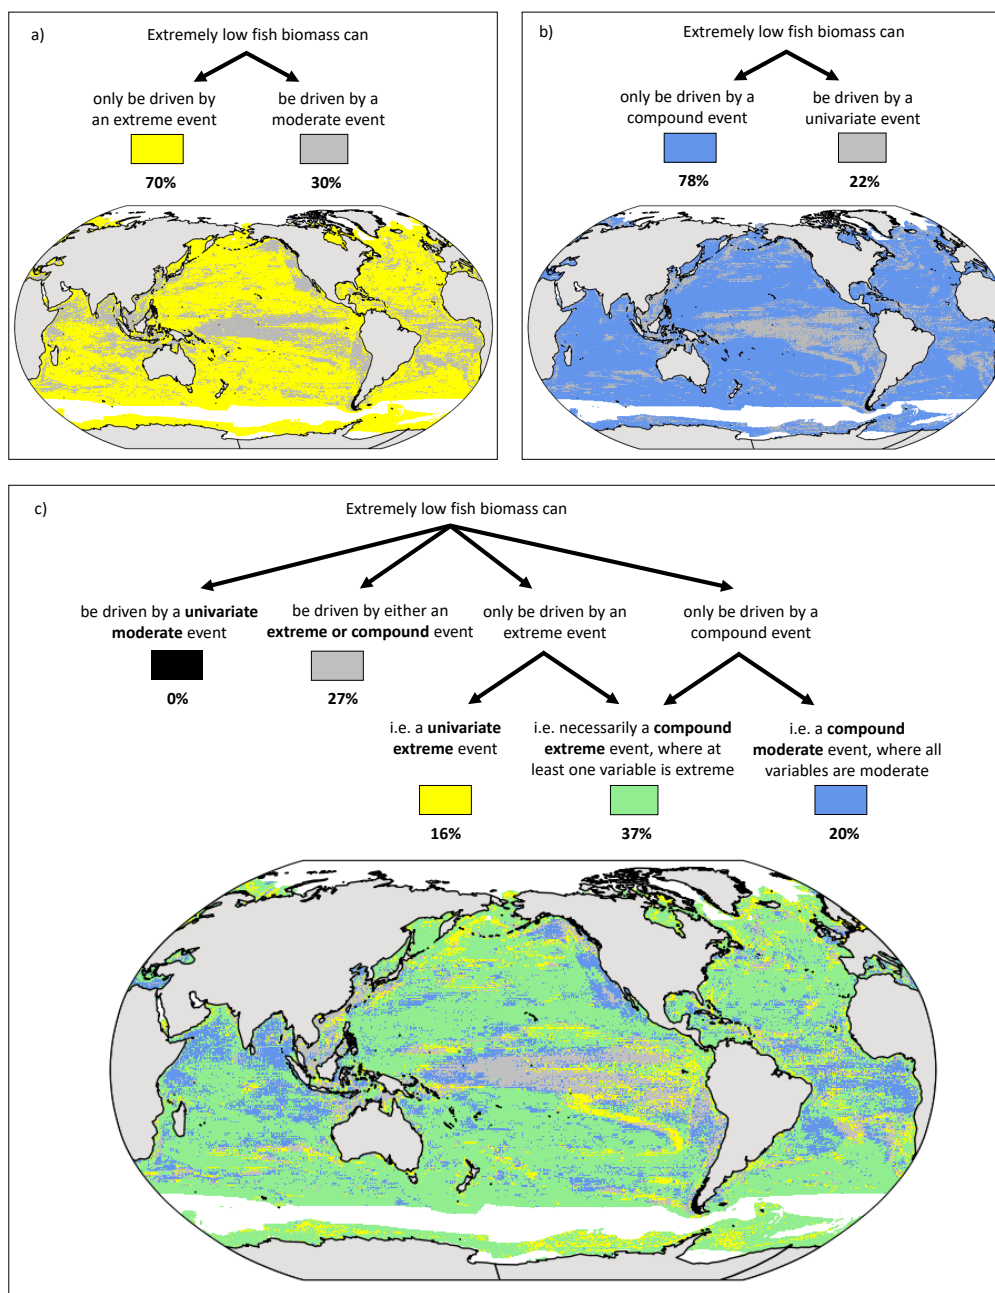 a)
Extremely low fish biomass can
only be driven by
an extreme event
70%
be driven by a
moderate event
30%
b)
Extremely low fish biomass can
only be driven by a
compound event
78%
be driven by a
univariate event
22%
c)
Extremely low fish biomass can
be driven by a univariate
moderate event
0%
be driven by either an
extreme or compound event
27%
only be driven by an
extreme event
only be driven by a
compound event
i.e. a univariate
extreme event
16%
i.e. necessarily a compound
extreme event, where at
least one variable is extreme
37%
i.e. a compound
moderate event, where all
variables are moderate
20%